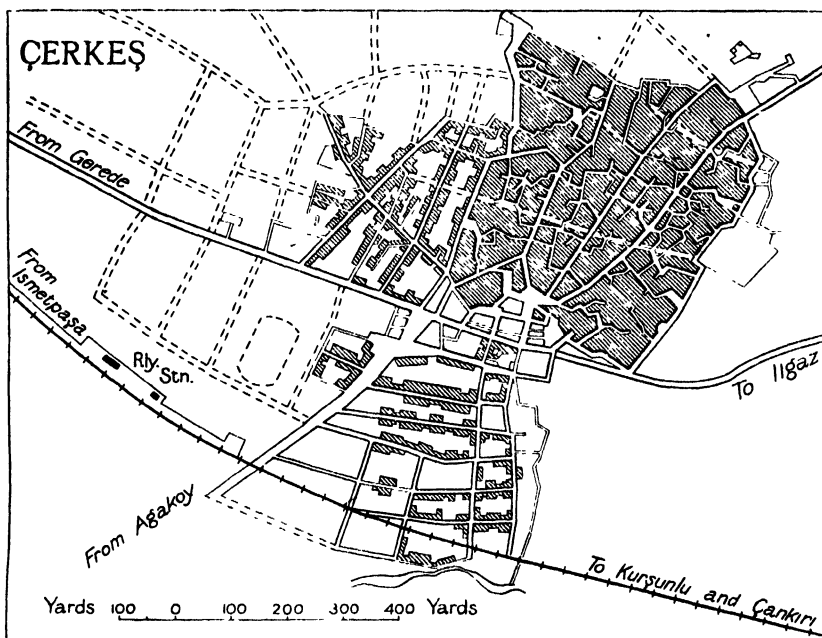 ÇERKEŞ
From Gerede
From
Ismetpaşa
Rly.
Stn.
To Ilgaz
From Agakoy
To Kurşunlu and Çankırı
Yards 100 0 100 200 300 400 Yards